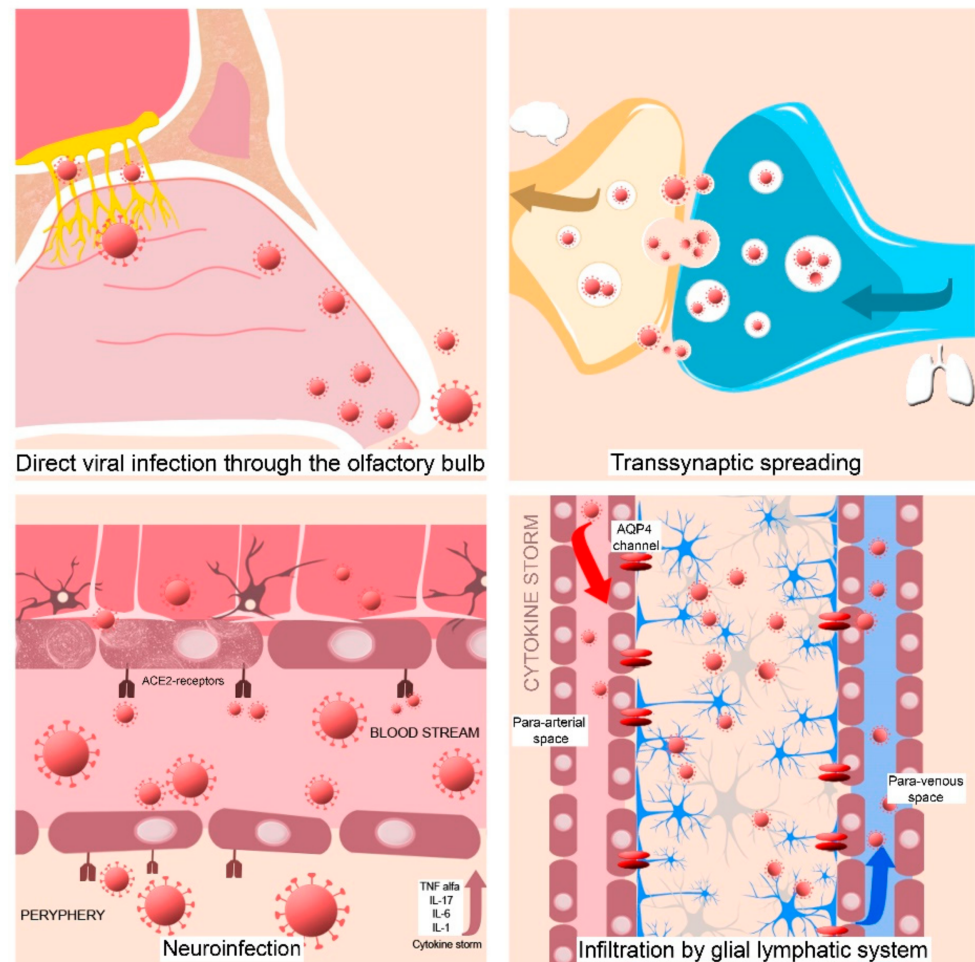 Direct viral infection through the olfactory bulb
Transsynaptic spreading
ACE2-receptors
BLOOD STREAM
PERYPHERY
TNF alfa
IL-17
IL-6
IL-1
Cytokine storm
Neuroinfection
CYTOKINE STORM
AQP4
channel
Para-arterial
space
Para-venous
space
Infiltration by glial lymphatic system